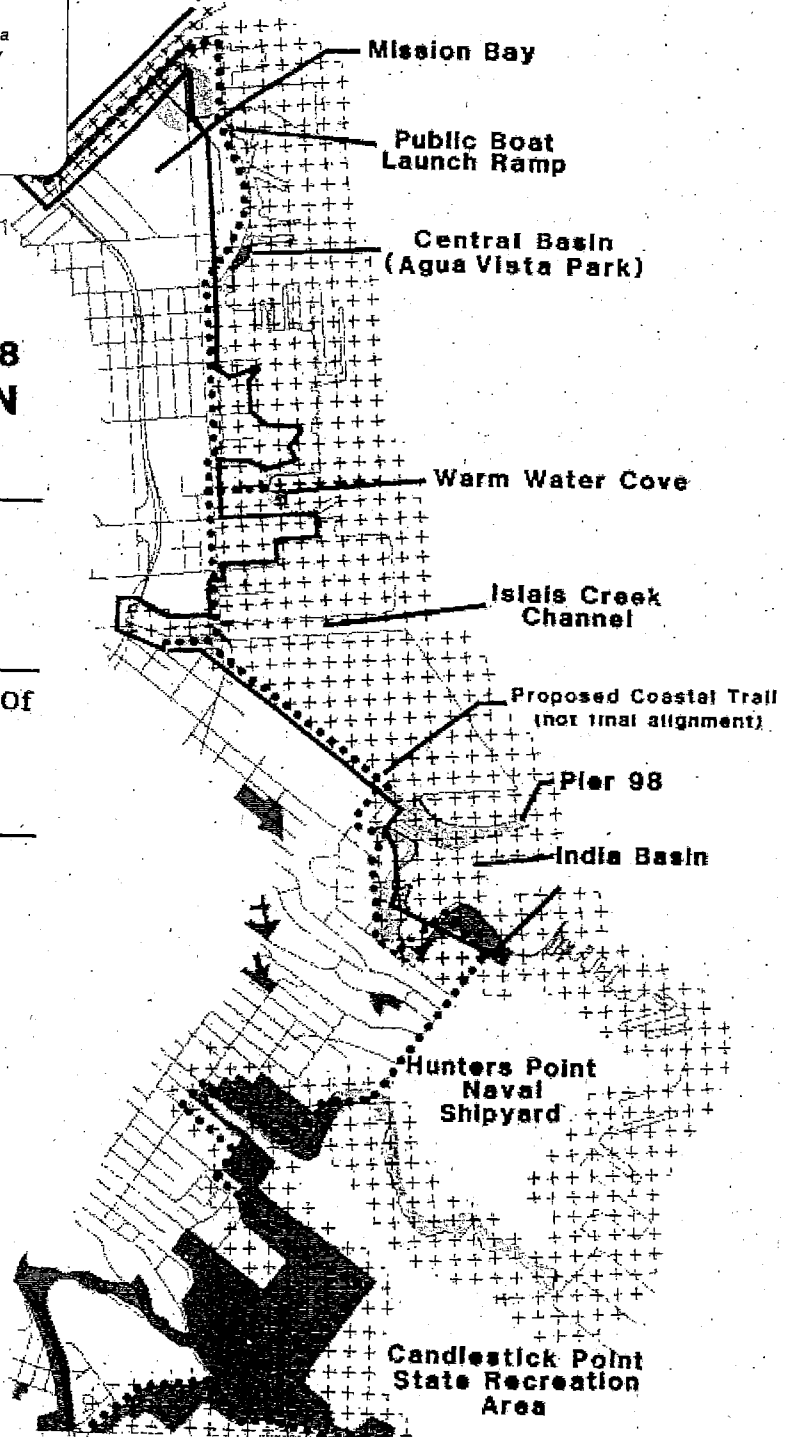 a
Mission Bay
Public Boat
Launch Ramp
Central Basin
(Agua Vista Park)
8
N
Warm Water Cove
Islais Creek
Channel
of
Proposed Coastal Trail
(not final alignment)
Pier 98
India Basin
Hunters Point
Naval
Shipyard
Candlestick Point
State Recreation
Area